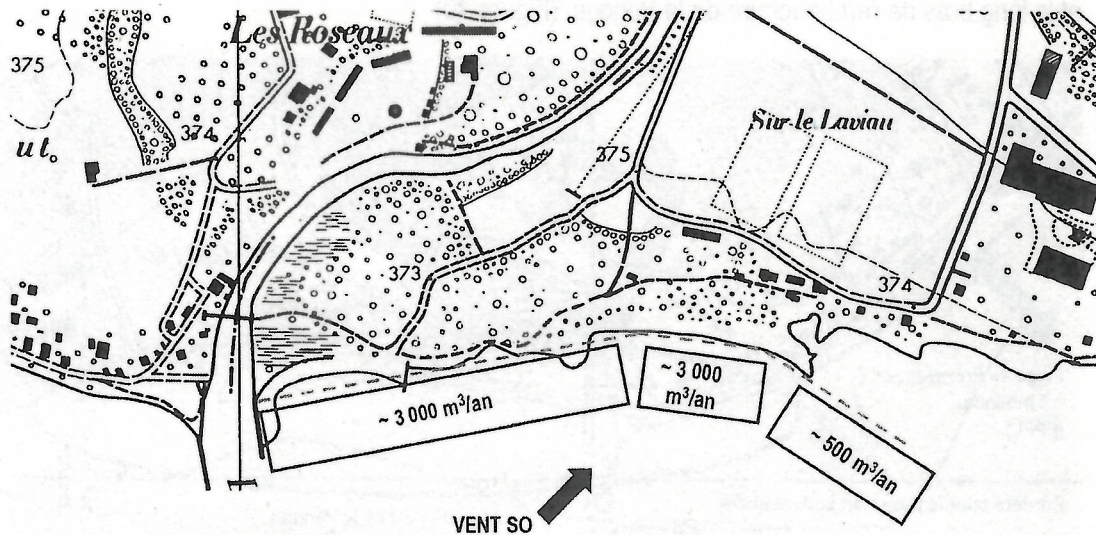 Les Roseaux
375
374
ut.
375
Sur-le Laviau
373
374
~ 3 000 m³/an
~ 3 000
m³/an
~ 500 m³/an
VENT SO